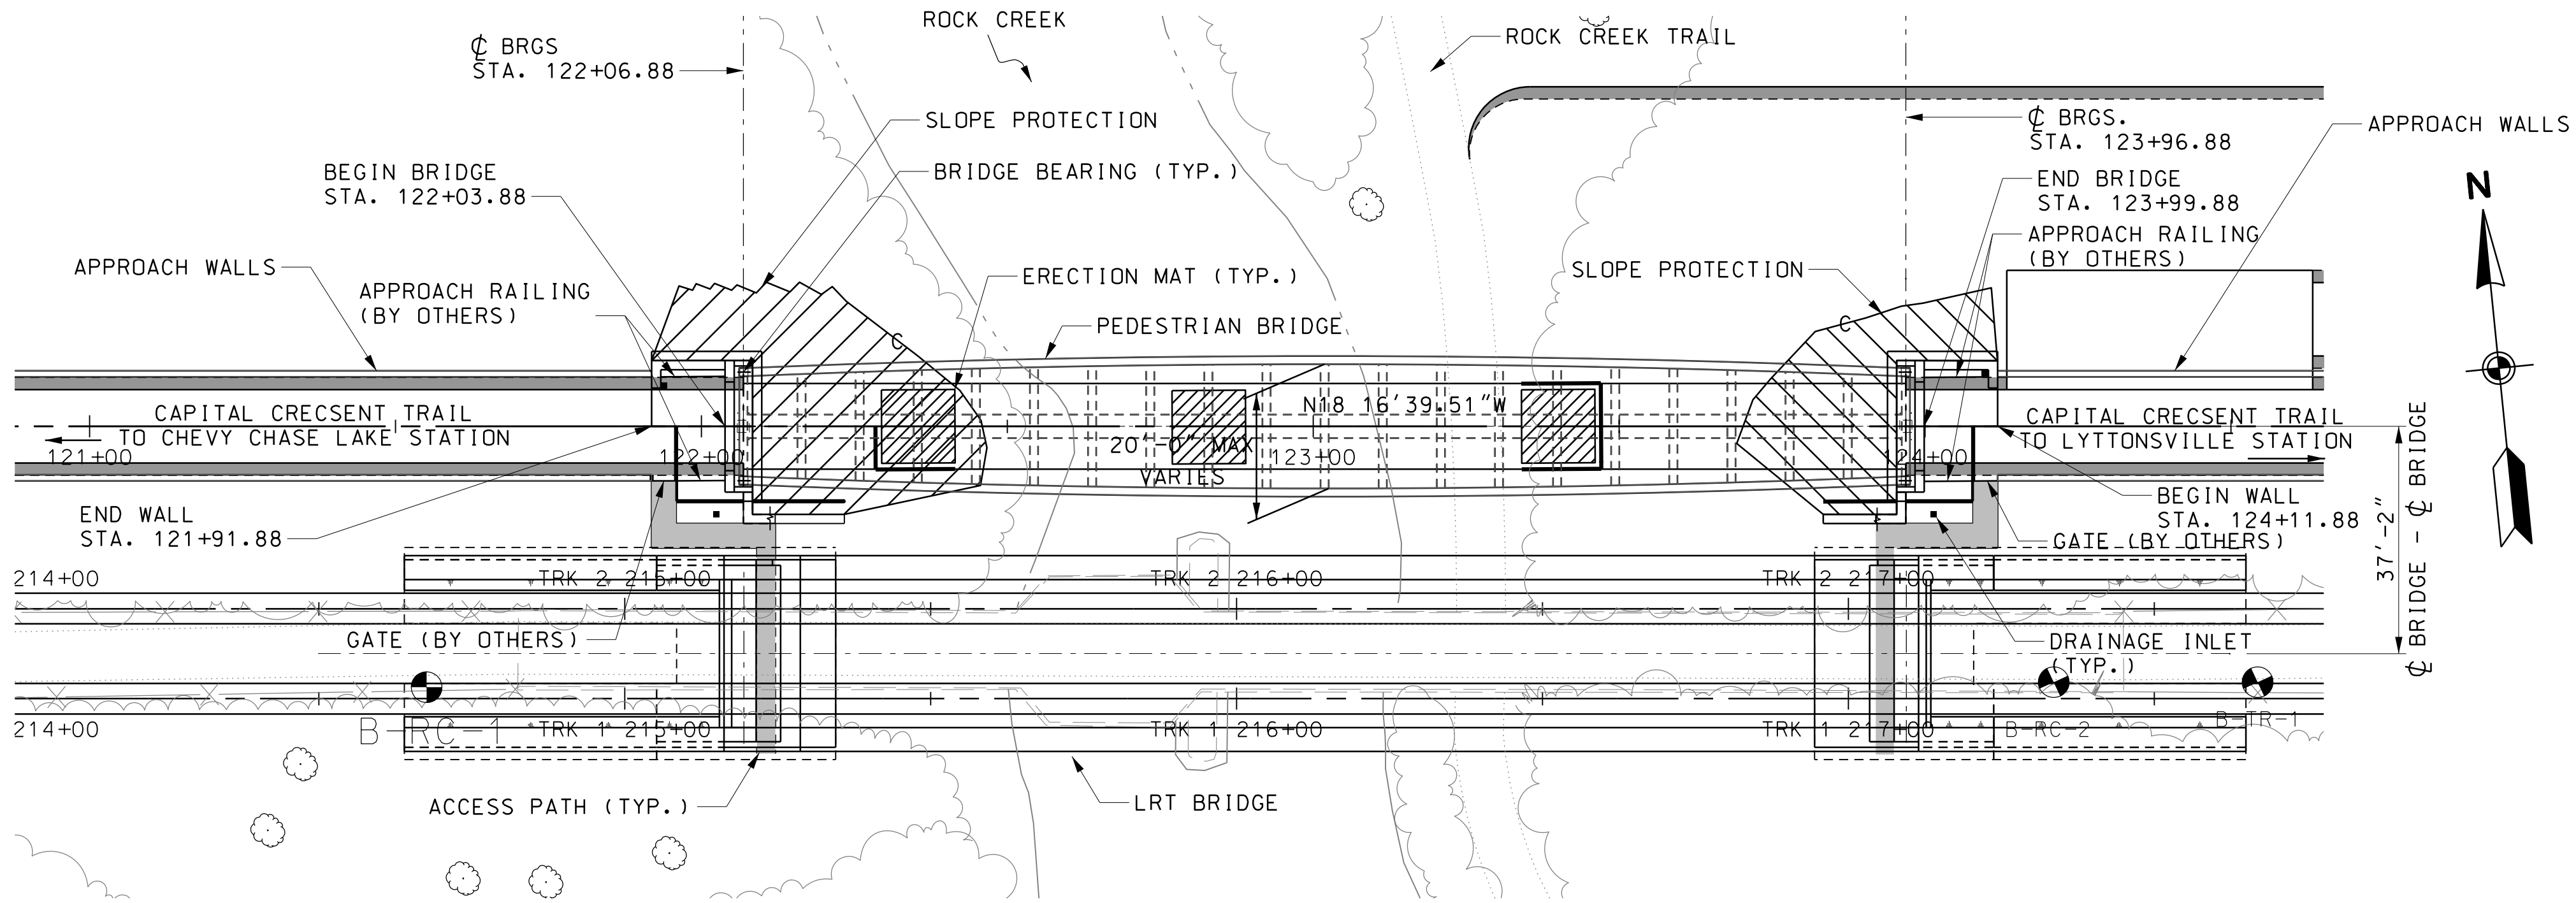 ROCK CREEK
ROCK CREEK TRAIL
℄ BRGS
STA. 122+06.88
SLOPE PROTECTION
BRIDGE BEARING (TYP.)
℄ BRGS.
STA. 123+96.88
APPROACH WALLS
BEGIN BRIDGE
STA. 122+03.88
END BRIDGE
STA. 123+99.88
N
APPROACH WALLS
APPROACH RAILING
(BY OTHERS)
ERECTION MAT (TYP.)
SLOPE PROTECTION
APPROACH RAILING
(BY OTHERS)
PEDESTRIAN BRIDGE
C
C
CAPITAL CRECSENT TRAIL
TO CHEVY CHASE LAKE STATION
121+00
122+00
N18 16'39.51"W
20'-0" MAX
VARIES
123+00
124+00
CAPITAL CRECSENT TRAIL
TO LYTTONSVILLE STATION
END WALL
STA. 121+91.88
BEGIN WALL
STA. 124+11.88
GATE (BY OTHERS)
37'-2"
℄ BRIDGE - ℄ BRIDGE
214+00
TRK 2 215+00
TRK 2 216+00
TRK 2 217+00
GATE (BY OTHERS)
DRAINAGE INLET
(TYP.)
214+00
B-RC-1
TRK 1 215+00
TRK 1 216+00
TRK 1 217+00
B-RC-2
B-TR-1
ACCESS PATH (TYP.)
LRT BRIDGE